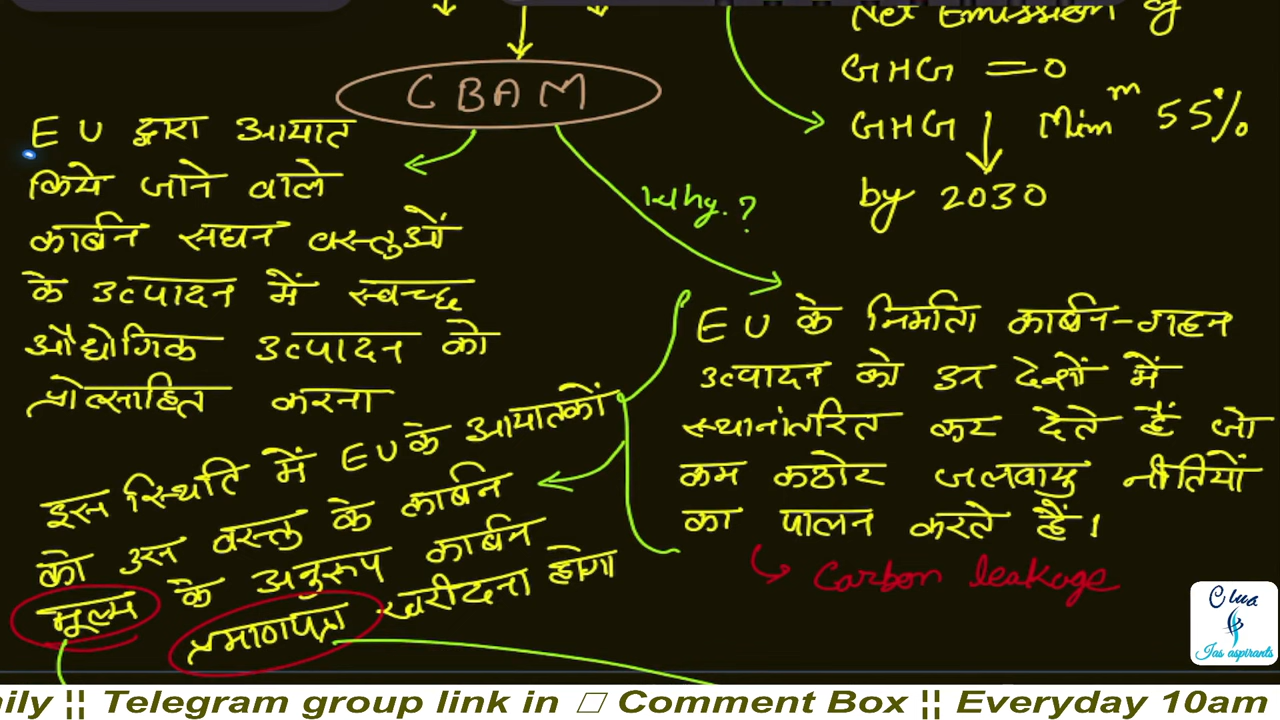 Net Emission by
GHG = 0
GHG ↓ Minm 55%
by 2030
CBAM
EU द्वारा आयात
किये जाने वाले
कार्बन सघन वस्तुओं
के उत्पादन में स्वच्छ
औद्योगिक उत्पादन को
प्रोत्साहित करना
Why.?
EU के निर्माता कार्बन-गहन
उत्पादन को उन देशों में
स्थानांतरित कर देते हैं जो
कम कठोर जलवायु नीतियों
का पालन करते हैं।
Carbon leakage
इस स्थिति में EU के आयातकों
को उस वस्तु के कार्बन
मूल्य के अनुरूप कार्बन
प्रमाणपत्र खरीदना होगा
Clue
Ias aspirants
ily || Telegram group link in □ Comment Box || Everyday 10am